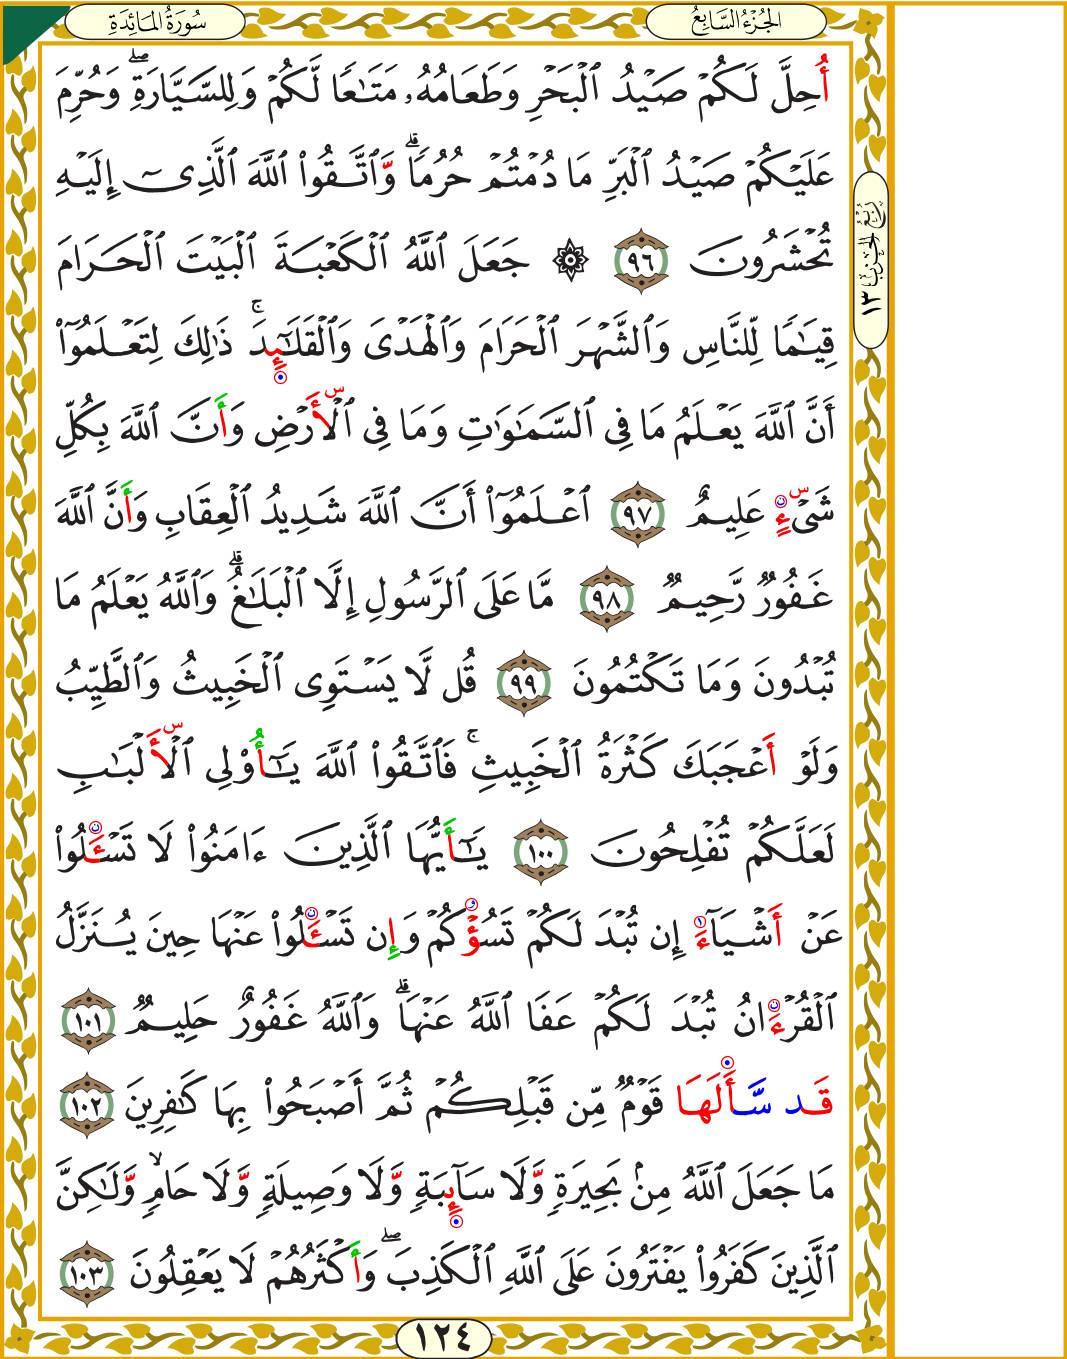 الجُزْءُ السَّابِعُ
سُورَةُ المَائِدَةِ
أُحِلَّ لَكُمْ صَيْدُ ٱلْبَحْرِ وَطَعَامُهُۥ مَتَـٰعًا لَّكُمْ وَلِلسَّيَّارَةِ ۖ وَحُرِّمَ
عَلَيْكُمْ صَيْدُ ٱلْبَرِّ مَا دُمْتُمْ حُرُمًا ۗ وَّٱتَّقُوا۟ ٱللَّهَ ٱلَّذِىٓ إِلَيْهِ
تُحْشَرُونَ ٩٦ ۞ جَعَلَ ٱللَّهُ ٱلْكَعْبَةَ ٱلْبَيْتَ ٱلْحَرَامَ
قِيَـٰمًا لِّلنَّاسِ وَٱلشَّهْرَ ٱلْحَرَامَ وَٱلْهَدْىَ وَٱلْقَلَـٰٓئِدَ ۚ ذَٰلِكَ لِتَعْلَمُوٓا۟
أَنَّ ٱللَّهَ يَعْلَمُ مَا فِى ٱلسَّمَـٰوَٰتِ وَمَا فِى ٱلْأَرْضِ وَأَنَّ ٱللَّهَ بِكُلِّ
شَىْءٍ عَلِيمٌ ٩٧ ٱعْلَمُوٓا۟ أَنَّ ٱللَّهَ شَدِيدُ ٱلْعِقَابِ وَأَنَّ ٱللَّهَ
غَفُورٌ رَّحِيمٌ ٩٨ مَّا عَلَى ٱلرَّسُولِ إِلَّا ٱلْبَلَـٰغُ ۗ وَٱللَّهُ يَعْلَمُ مَا
تُبْدُونَ وَمَا تَكْتُمُونَ ٩٩ قُل لَّا يَسْتَوِى ٱلْخَبِيثُ وَٱلطَّيِّبُ
وَلَوْ أَعْجَبَكَ كَثْرَةُ ٱلْخَبِيثِ ۚ فَٱتَّقُوا۟ ٱللَّهَ يَـٰٓأُو۟لِى ٱلْأَلْبَـٰبِ
لَعَلَّكُمْ تُفْلِحُونَ ١٠٠ يَـٰٓأَيُّهَا ٱلَّذِينَ ءَامَنُوا۟ لَا تَسْـَٔلُوا۟
عَنْ أَشْيَآءَ إِن تُبْدَ لَكُمْ تَسُؤْكُمْ وَإِن تَسْـَٔلُوا۟ عَنْهَا حِينَ يُنَزَّلُ
ٱلْقُرْءَانُ تُبْدَ لَكُمْ عَفَا ٱللَّهُ عَنْهَا ۗ وَٱللَّهُ غَفُورٌ حَلِيمٌ ١٠١
قَد سَّأَلَهَا قَوْمٌ مِّن قَبْلِكُمْ ثُمَّ أَصْبَحُوا۟ بِهَا كَـٰفِرِينَ ١٠٢
مَا جَعَلَ ٱللَّهُ مِنۢ بَحِيرَةٍ وَّلَا سَآئِبَةٍ وَّلَا وَصِيلَةٍ وَّلَا حَامٍ ۙ وَّلَـٰكِنَّ
ٱلَّذِينَ كَفَرُوا۟ يَفْتَرُونَ عَلَى ٱللَّهِ ٱلْكَذِبَ ۖ وَأَكْثَرُهُمْ لَا يَعْقِلُونَ ١٠٣
رُبْعُ الحِزْبِ ١٣
١٢٤